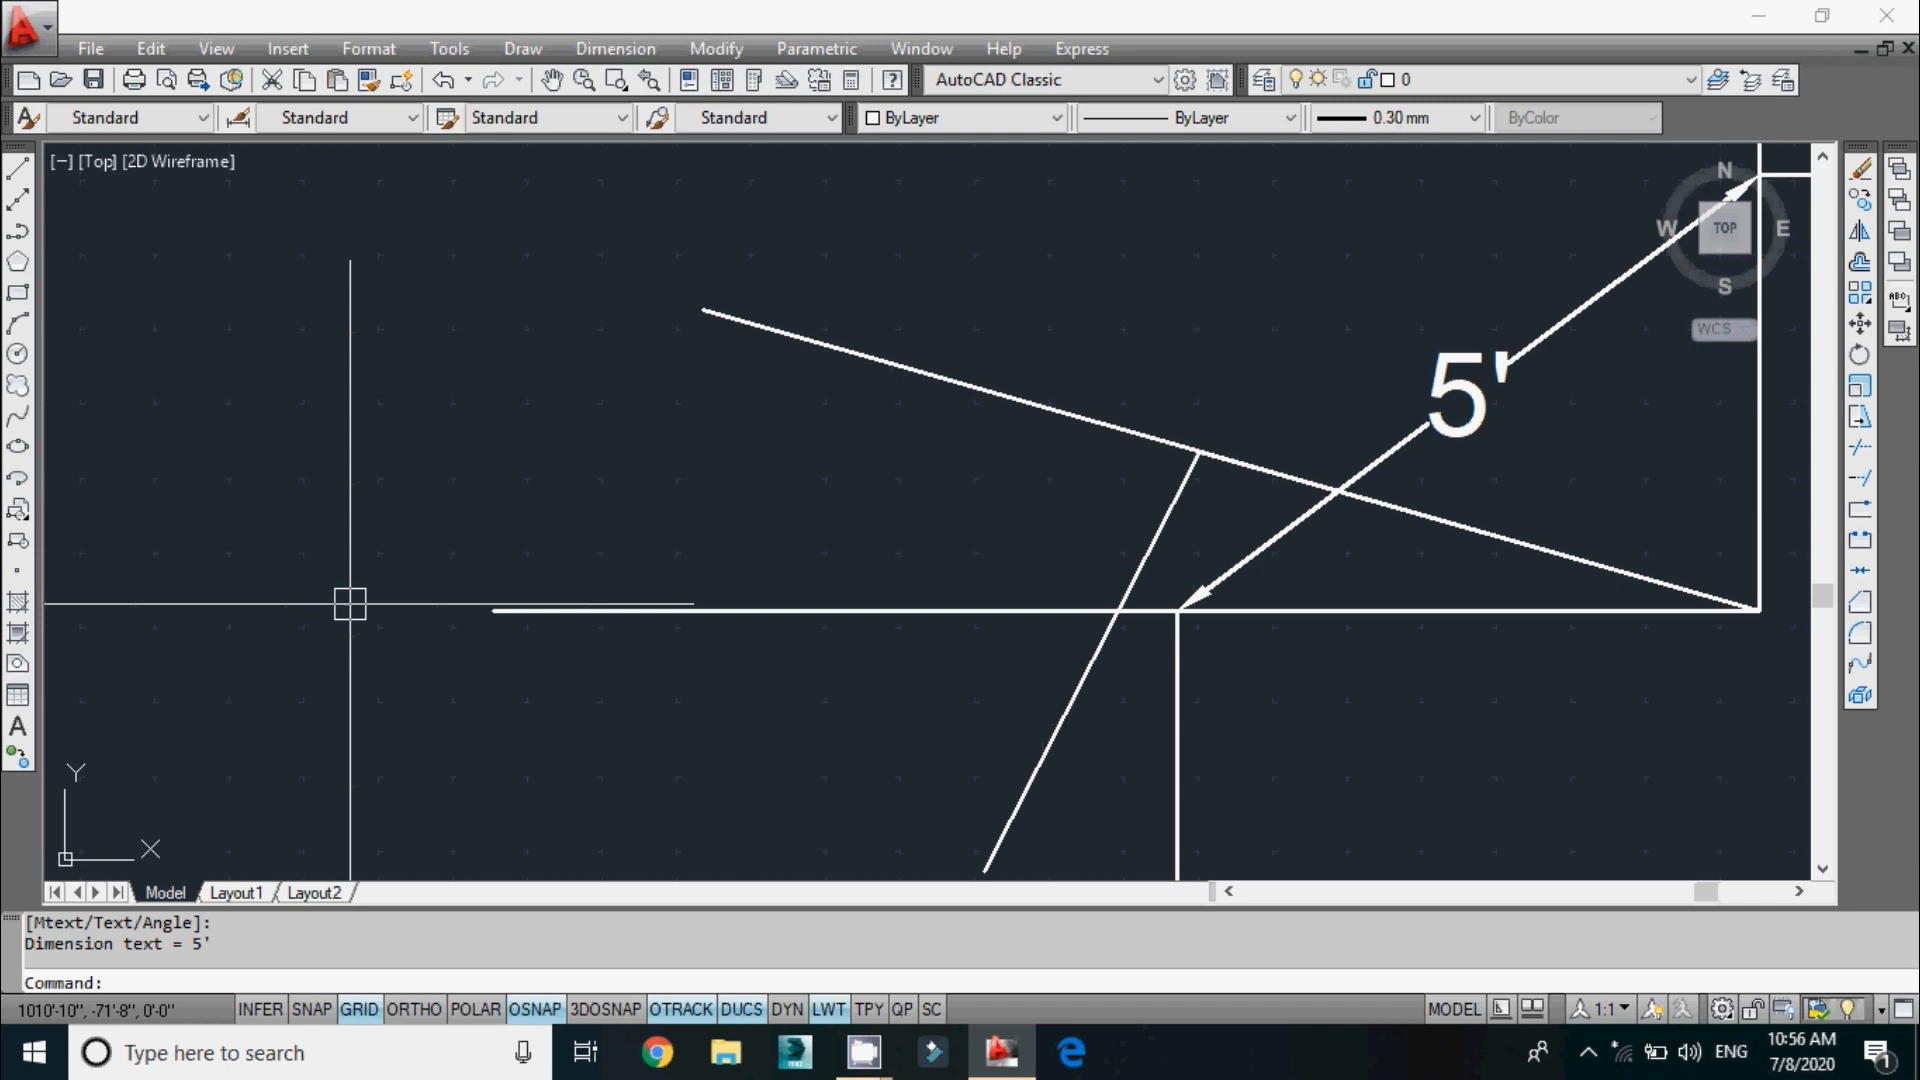 File Edit View Insert Format Tools Draw Dimension Modify Parametric Window Help Express
AutoCAD Classic 0
Standard Standard Standard Standard ByLayer ByLayer 0.30 mm ByColor
[−] [Top] [2D Wireframe]
N
W TOP E
S
WCS
5'
ABC
A
Y
X
Model Layout1 Layout2
[Mtext/Text/Angle]:
Dimension text = 5'
Command:
1010'-10", -71'-8", 0'-0" INFER SNAP GRID ORTHO POLAR OSNAP 3DOSNAP OTRACK DUCS DYN LWT TPY QP SC MODEL 1:1
Type here to search ENG 10:56 AM
7/8/2020 1